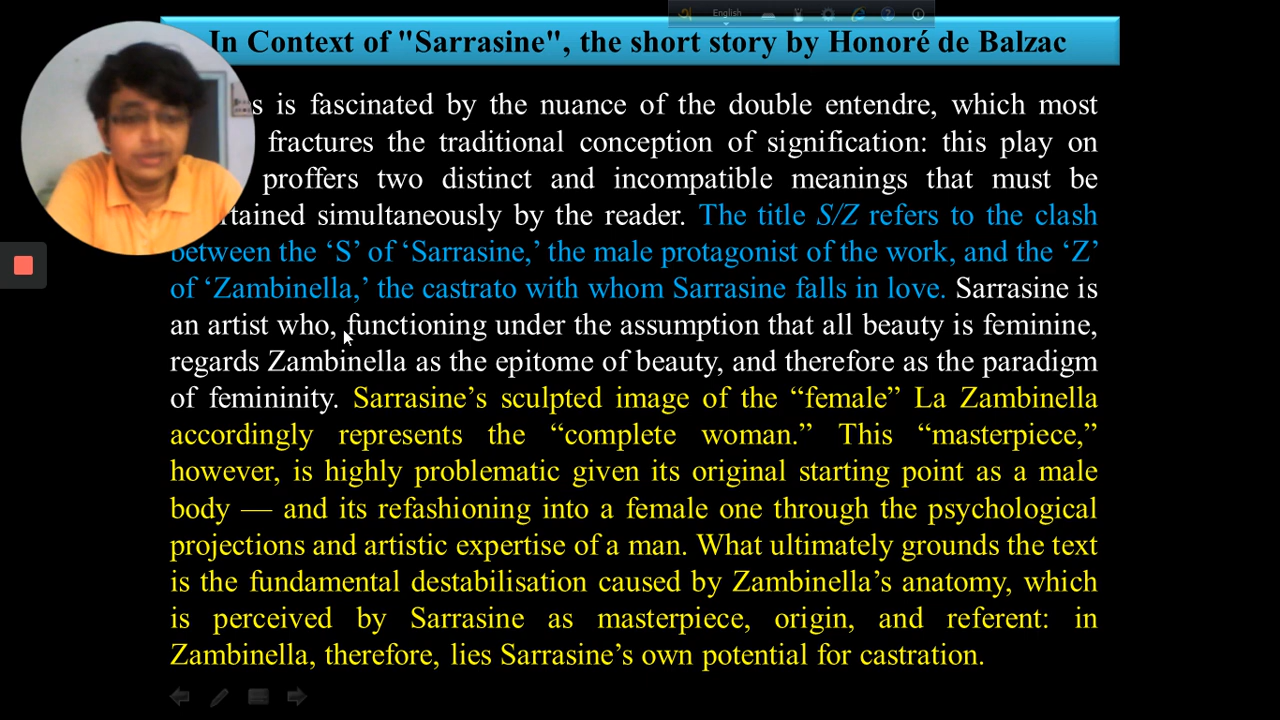 English
In Context of "Sarrasine", the short story by Honoré de Balzac
is fascinated by the nuance of the double entendre, which most
fractures the traditional conception of signification: this play on
proffers two distinct and incompatible meanings that must be
simultaneously by the reader. The title S/Z refers to the clash
between the ‘S’ of ‘Sarrasine,’ the male protagonist of the work, and the ‘Z’
of ‘Zambinella,’ the castrato with whom Sarrasine falls in love. Sarrasine is
an artist who, functioning under the assumption that all beauty is feminine,
regards Zambinella as the epitome of beauty, and therefore as the paradigm
of femininity. Sarrasine’s sculpted image of the “female” La Zambinella
accordingly represents the “complete woman.” This “masterpiece,”
however, is highly problematic given its original starting point as a male
body — and its refashioning into a female one through the psychological
projections and artistic expertise of a man. What ultimately grounds the text
is the fundamental destabilisation caused by Zambinella’s anatomy, which
is perceived by Sarrasine as masterpiece, origin, and referent: in
Zambinella, therefore, lies Sarrasine’s own potential for castration.